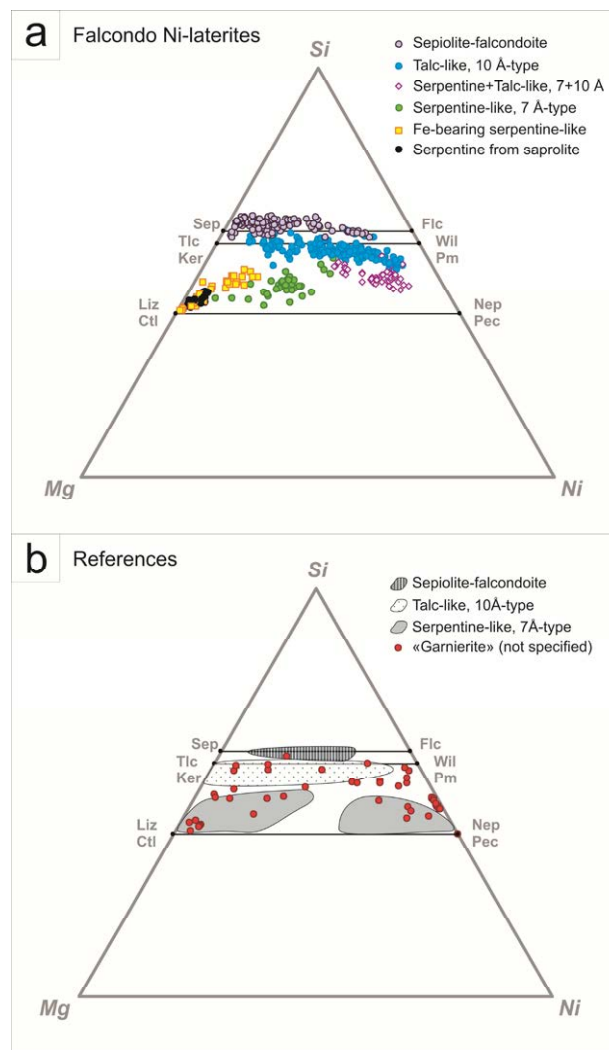 a Falcondo Ni-laterites
Si
Sepiolite-falcondoite
Talc-like, 10 Å-type
Serpentine+Talc-like, 7+10 Å
Serpentine-like, 7 Å-type
Fe-bearing serpentine-like
Serpentine from saprolite
Sep Flc
Tlc Wil
Ker Pm
Liz Nep
Ctl Pec
Mg Ni
b References
Si
Sepiolite-falcondoite
Talc-like, 10Å-type
Serpentine-like, 7Å-type
«Garnierite» (not specified)
Sep Flc
Tlc Wil
Ker Pm
Liz Nep
Ctl Pec
Mg Ni